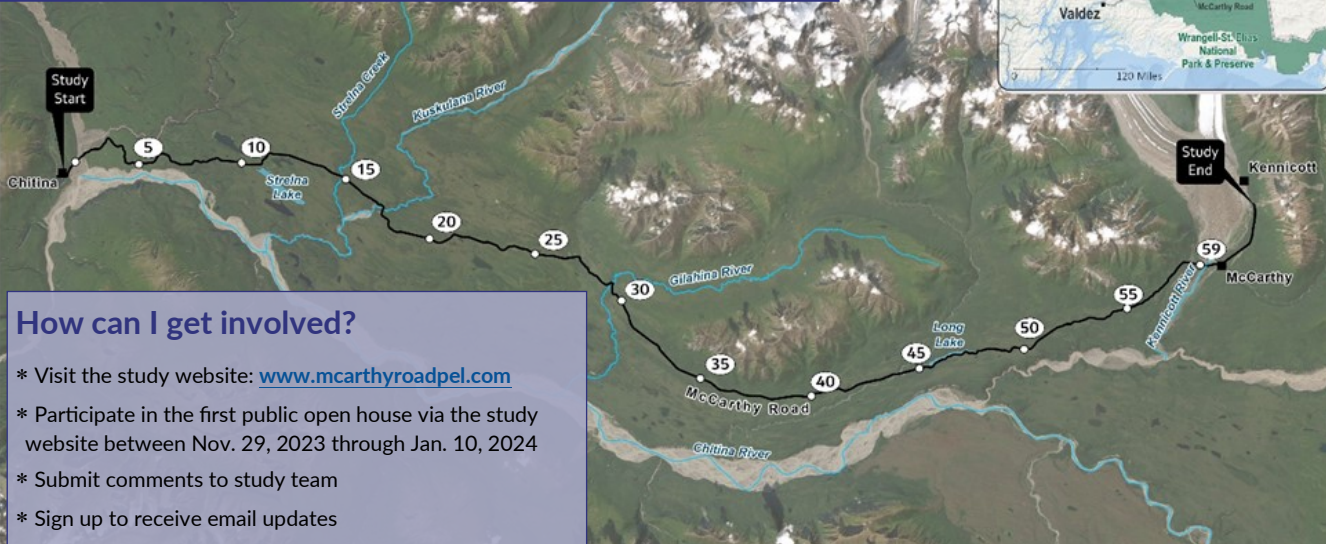 Valdez
McCarthy Road
Wrangell-St. Elias
National
Park & Preserve
0
120 Miles
Study
Start
Chitina
5
10
Strelna
Lake
Strelna Creek
Kuskulana River
15
20
25
30
Gilahina River
35
40
McCarthy Road
Chitina River
45
Long
Lake
50
55
59
Kennicott River
McCarthy
Study
End
Kennicott
How can I get involved?
* Visit the study website: www.mcarthyroadpel.com
* Participate in the first public open house via the study
website between Nov. 29, 2023 through Jan. 10, 2024
* Submit comments to study team
* Sign up to receive email updates